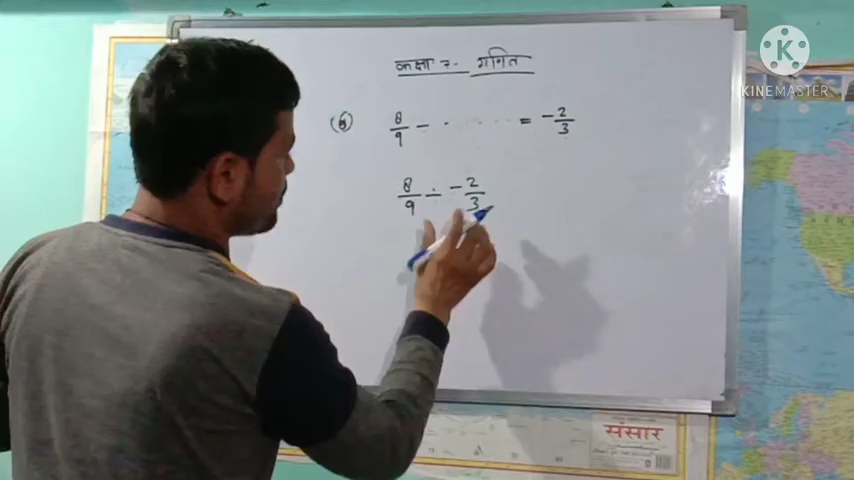 कक्षा 7- गणित
(6) 8/9 - ..... = -2/3
8/9 ÷ -2/3
KINEMASTER
संसार